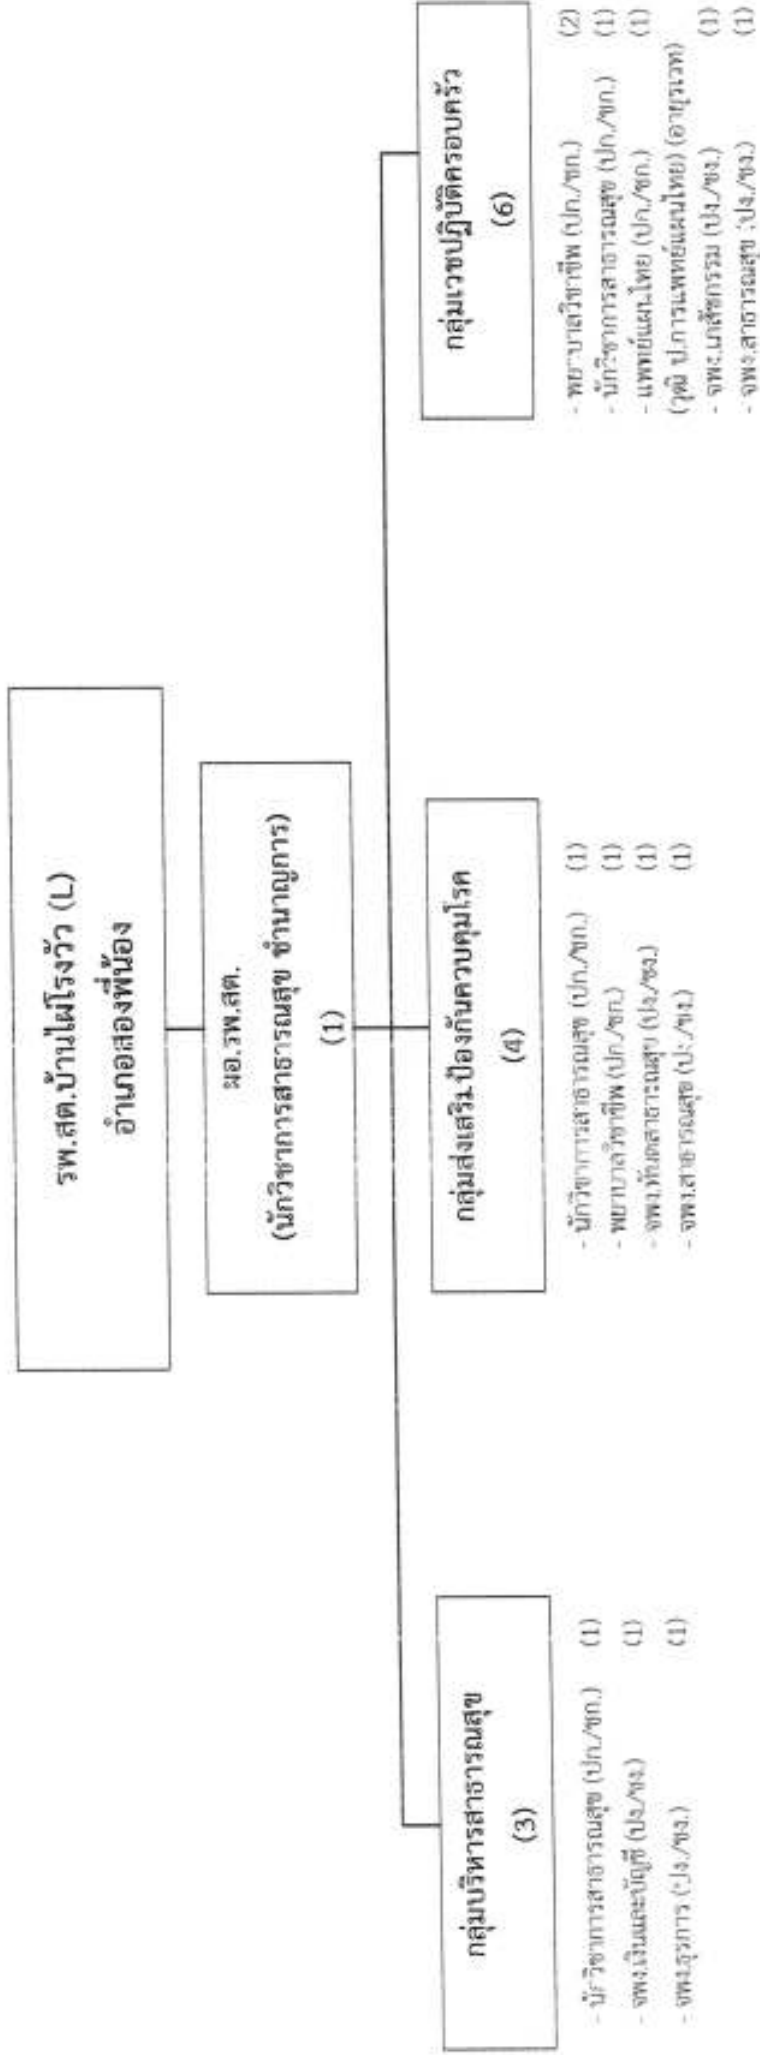 รพ.สต.บ้านไผ่โรงวัว (L)
อำเภอสองพี่น้อง
ผอ.รพ.สต.
(นักวิชาการสาธารณสุข ชำนาญการ)
(1)
กลุ่มบริหารสาธารณสุข
(3)
- นักวิชาการสาธารณสุข (ปก./ชก.) (1)
- จพง.เงินและบัญชี (ปง./ชง.) (1)
- จพง.ธุรการ (ปง./ชง.) (1)
กลุ่มส่งเสริมป้องกันควบคุมโรค
(4)
- นักวิชาการสาธารณสุข (ปก./ชก.) (1)
- พยาบาลวิชาชีพ (ปก./ชก.) (1)
- จพง.ทันตสาธารณสุข (ปง./ชง.) (1)
- จพง.สาธารณสุข (ปง./ชง.) (1)
กลุ่มเวชปฏิบัติครอบครัว
(6)
- พยาบาลวิชาชีพ (ปก./ชก.) (2)
- นักวิชาการสาธารณสุข (ปก./ชก.) (1)
- แพทย์แผนไทย (ปก./ชก.) (1)
(วุฒิ ป.การแพทย์แผนไทย) (อายุรเวท)
- จพง.เภสัชกรรม (ปง./ชง.) (1)
- จพง.สาธารณสุข (ปง./ชง.) (1)